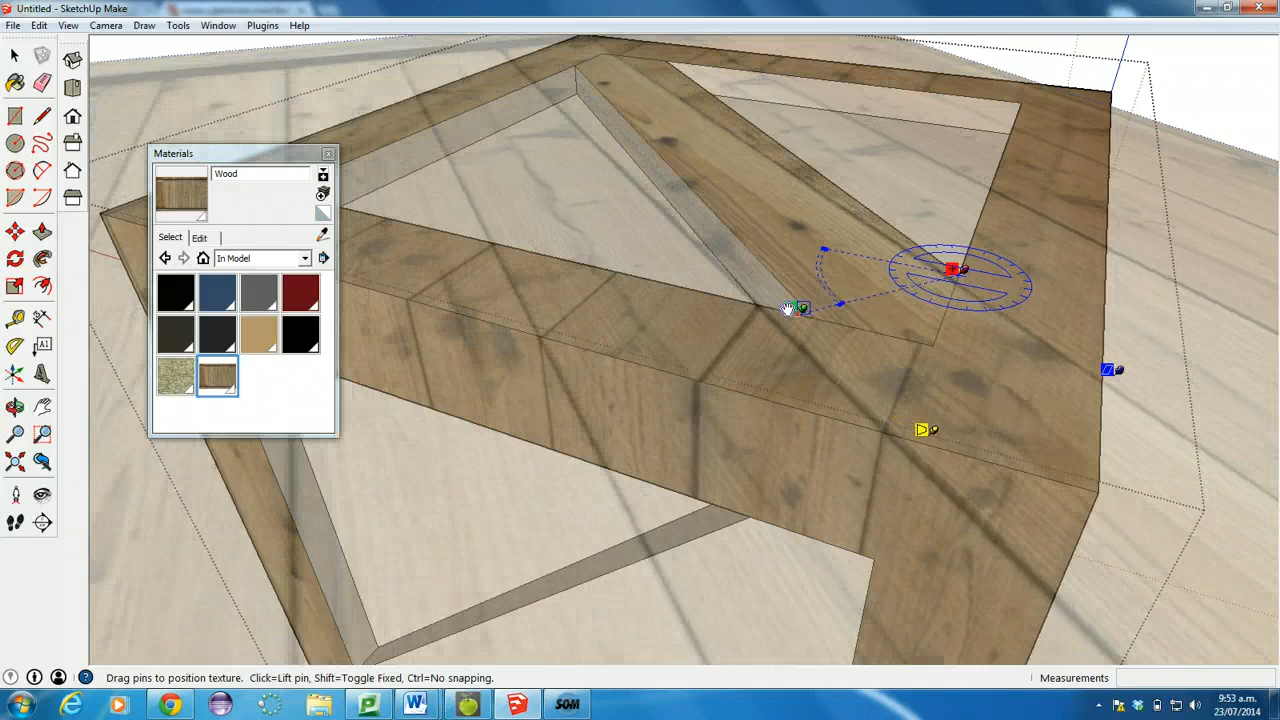 Untitled - SketchUp Make
File Edit View Camera Draw Tools Window Plugins Help
Materials
Wood
Select Edit
In Model
A1
Drag pins to position texture. Click=Lift pin, Shift=Toggle Fixed, Ctrl=No snapping.
Measurements
SOM
9:53 a.m.
23/07/2014